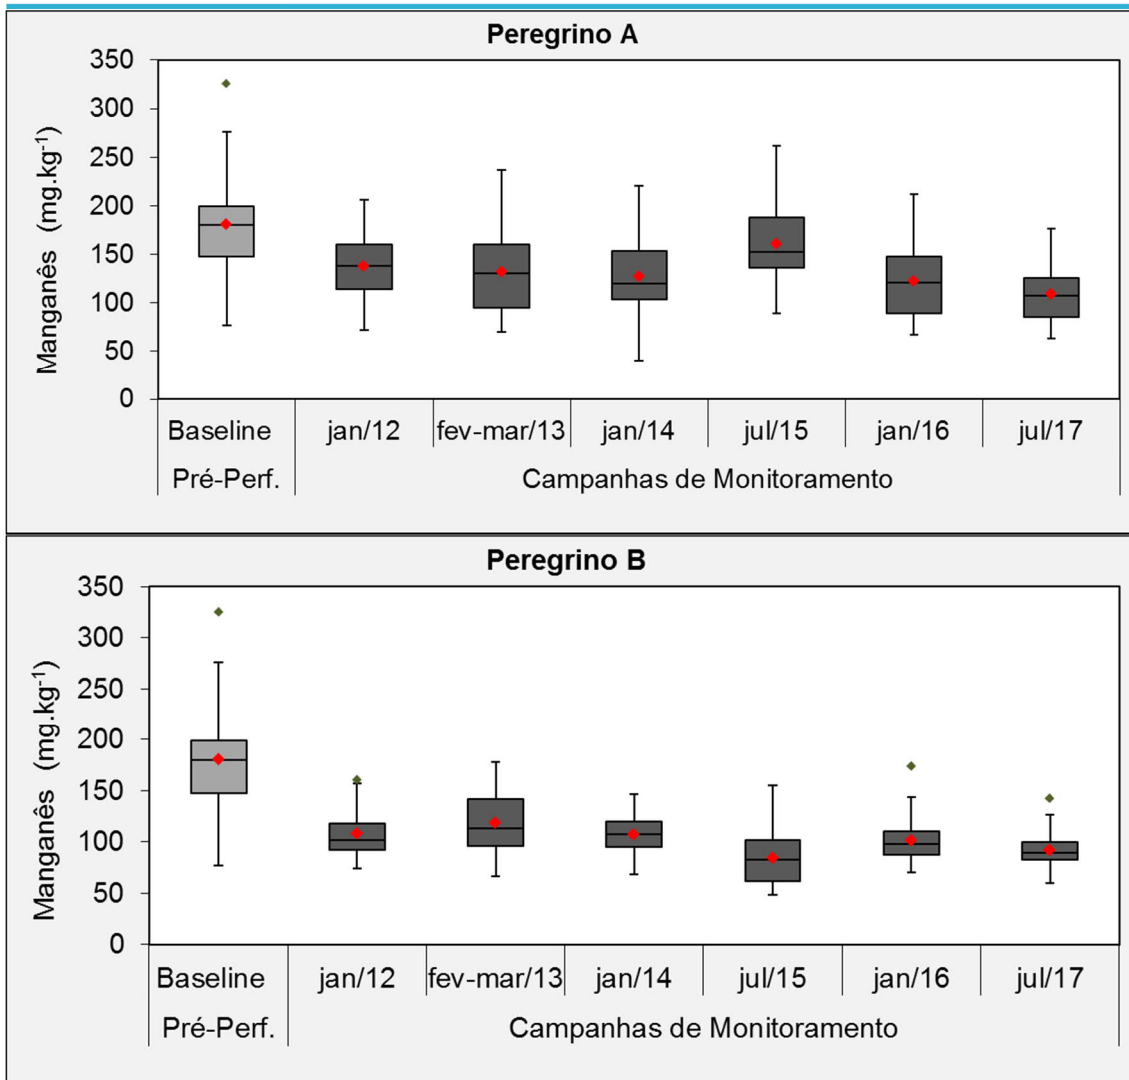 Peregrino A
Manganês (mg.kg-1)
350
300
250
200
150
100
50
0
Baseline jan/12 fev-mar/13 jan/14 jul/15 jan/16 jul/17
Pré-Perf. Campanhas de Monitoramento
Peregrino B
Manganês (mg.kg-1)
350
300
250
200
150
100
50
0
Baseline jan/12 fev-mar/13 jan/14 jul/15 jan/16 jul/17
Pré-Perf. Campanhas de Monitoramento